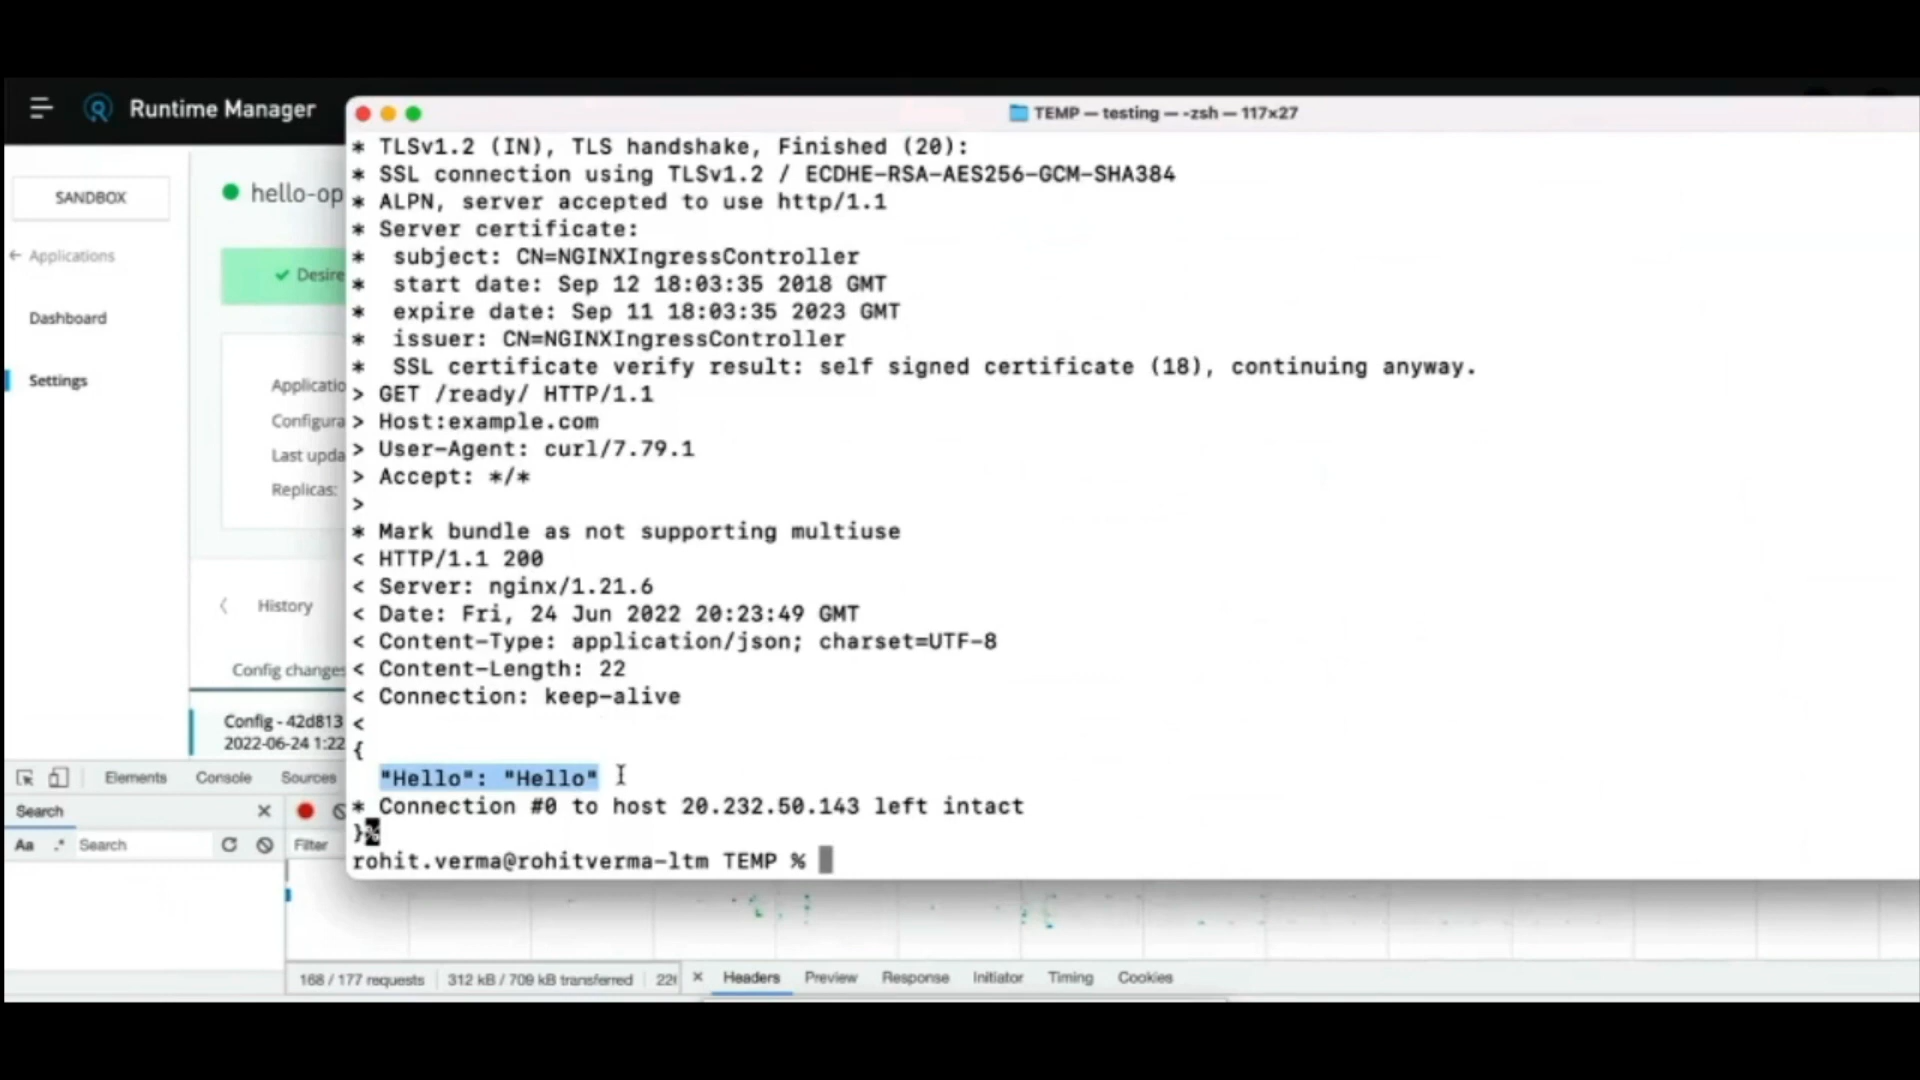 Runtime Manager
TEMP — testing — -zsh — 117×27
SANDBOX
Applications
Dashboard
Settings
hello-op
Desire
Applicatio
Configura
Last upda
Replicas:
History
Config changes
Config - 42d813
2022-06-24 1:22
* TLSv1.2 (IN), TLS handshake, Finished (20):
* SSL connection using TLSv1.2 / ECDHE-RSA-AES256-GCM-SHA384
* ALPN, server accepted to use http/1.1
* Server certificate:
*  subject: CN=NGINXIngressController
*  start date: Sep 12 18:03:35 2018 GMT
*  expire date: Sep 11 18:03:35 2023 GMT
*  issuer: CN=NGINXIngressController
*  SSL certificate verify result: self signed certificate (18), continuing anyway.
> GET /ready/ HTTP/1.1
> Host:example.com
> User-Agent: curl/7.79.1
> Accept: */*
>
* Mark bundle as not supporting multiuse
< HTTP/1.1 200
< Server: nginx/1.21.6
< Date: Fri, 24 Jun 2022 20:23:49 GMT
< Content-Type: application/json; charset=UTF-8
< Content-Length: 22
< Connection: keep-alive
<
{
  "Hello": "Hello"
* Connection #0 to host 20.232.50.143 left intact
}%
rohit.verma@rohitverma-ltm TEMP %
Elements Console Sources
Search
Aa .* Search
Filter
168 / 177 requests 312 kB / 709 kB transferred
Headers Preview Response Initiator Timing Cookies